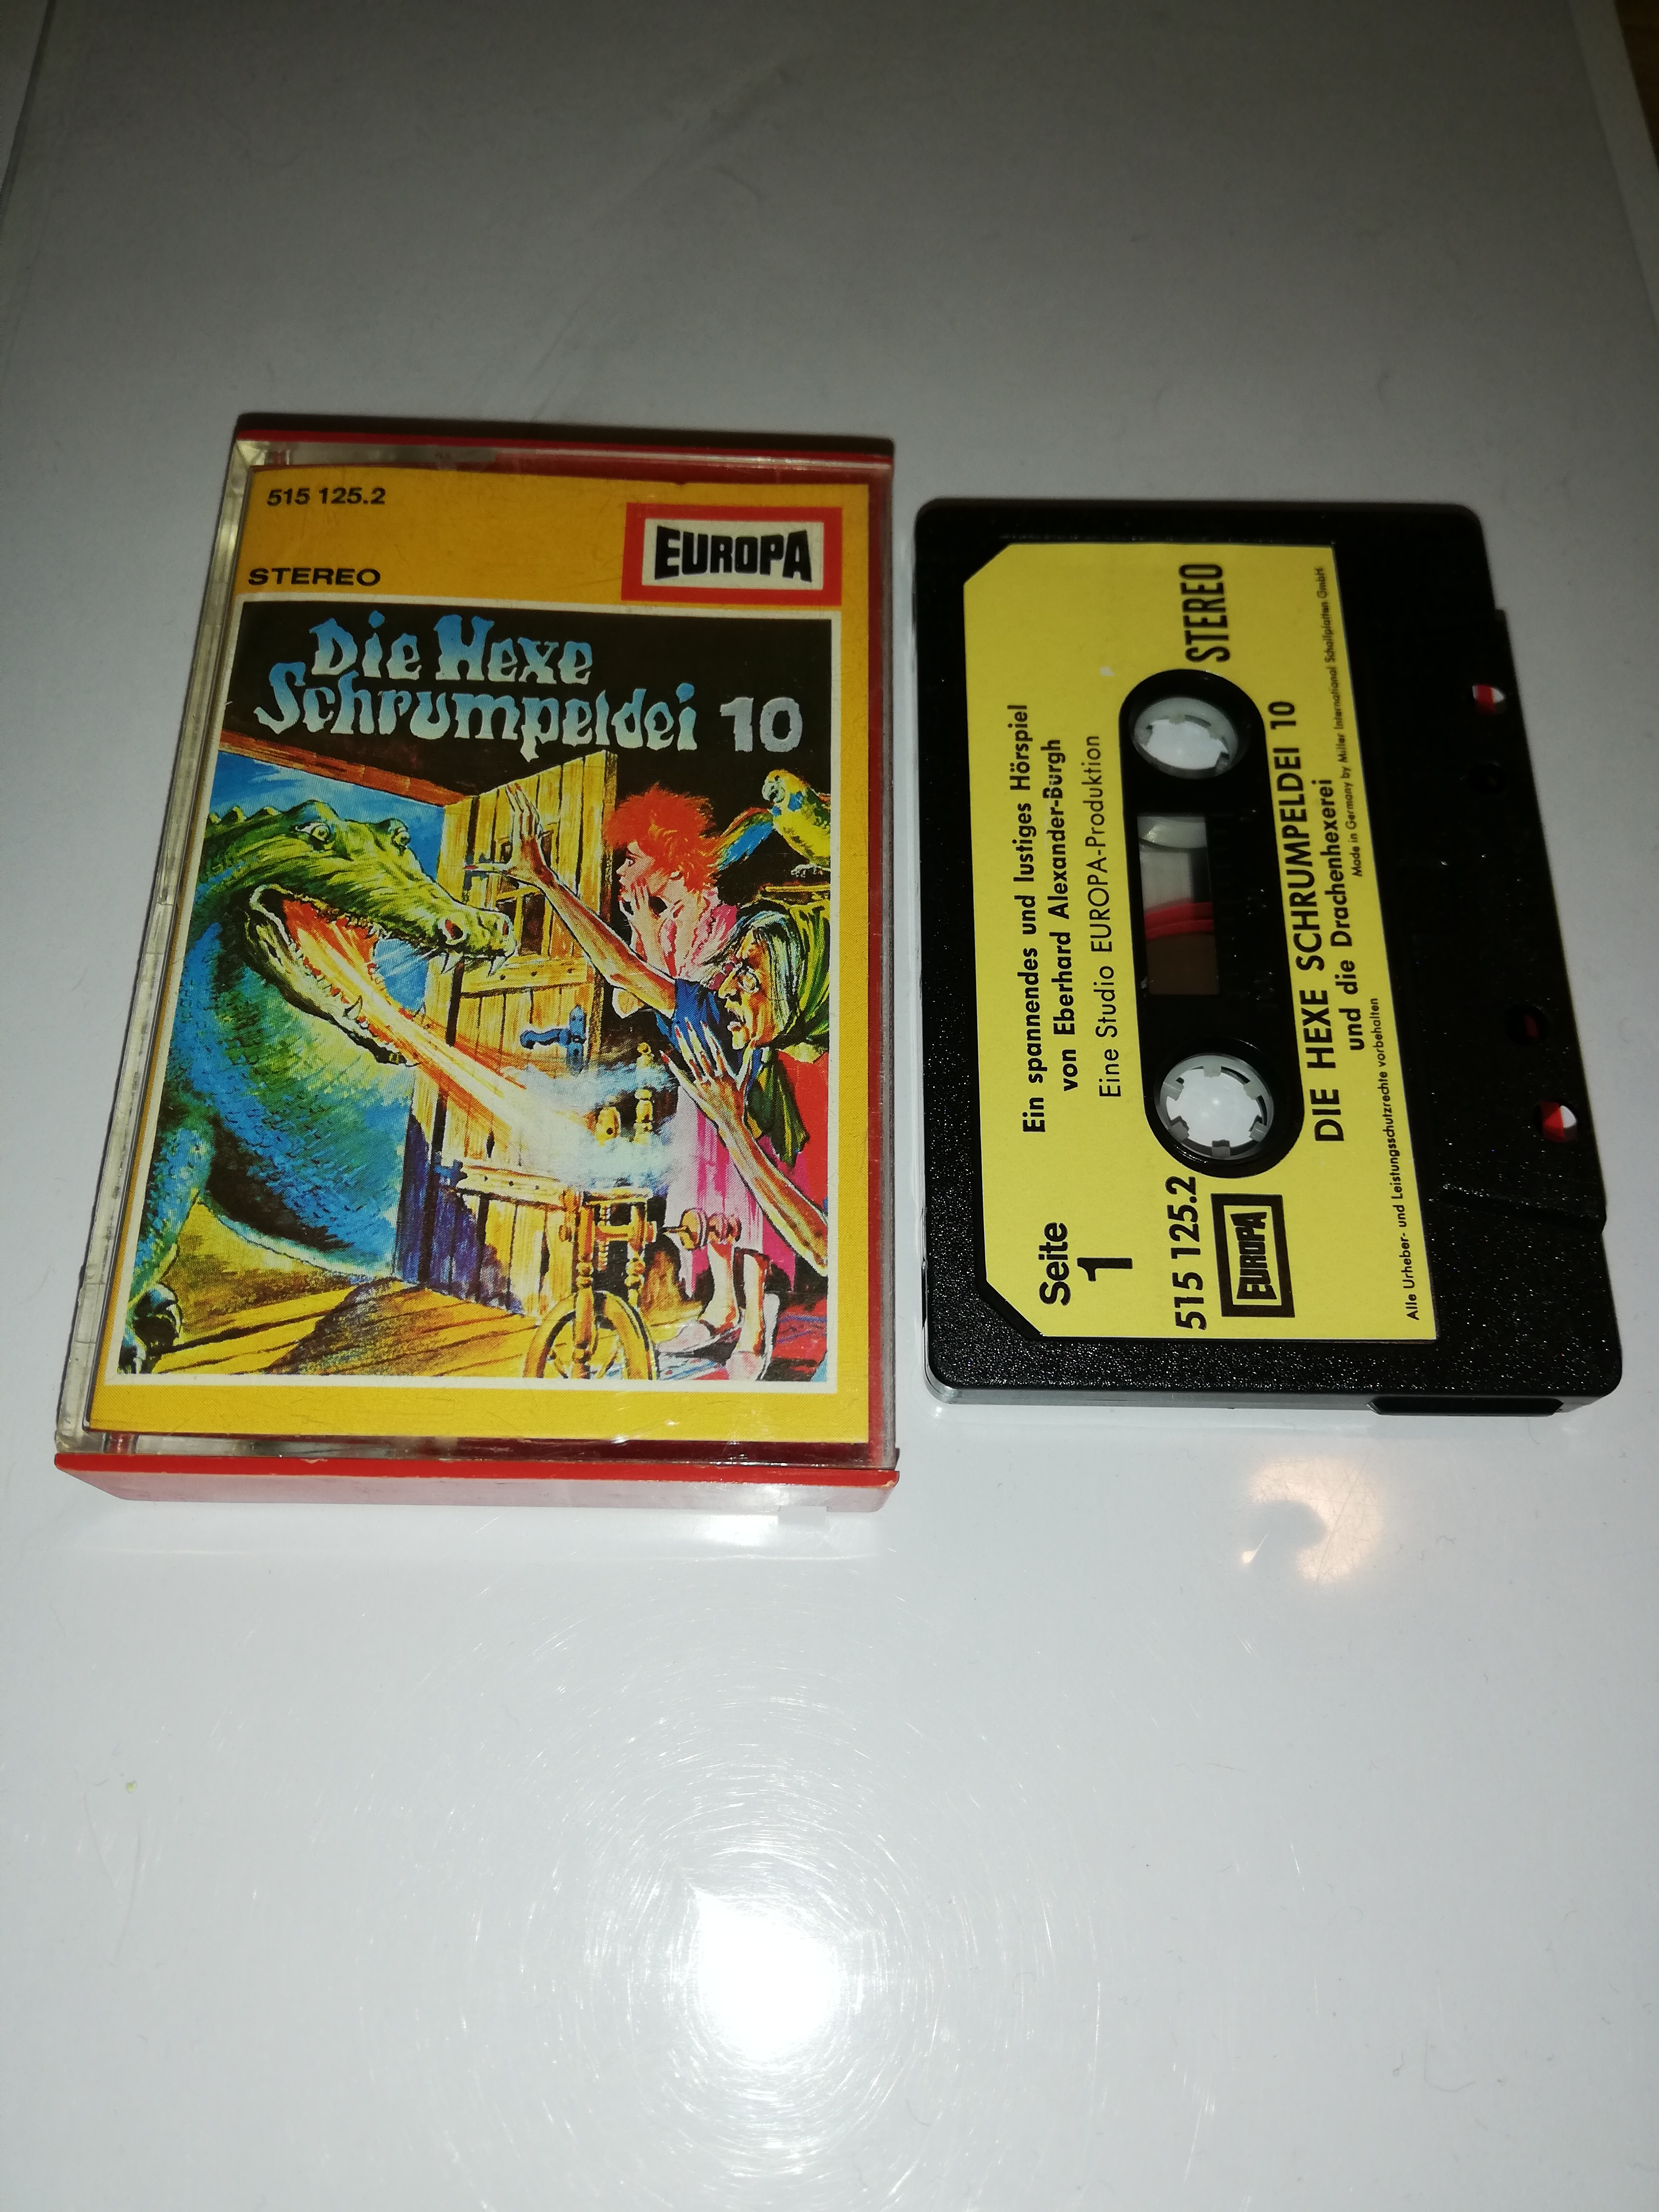 515 125.2
EUROPA
STEREO
Die Hexe
Schrumpeldei 10
Seite
1
Ein spannendes und lustiges Hörspiel
von Eberhard Alexander-Burgh
Eine Studio EUROPA-Produktion
515 125.2
STEREO
EUROPA
DIE HEXE SCHRUMPELDEI 10
und die Drachenhexerei
Made in Germany by Miller International Schallplatten GmbH
Alle Urheber- und Leistungsschutzrechte vorbehalten